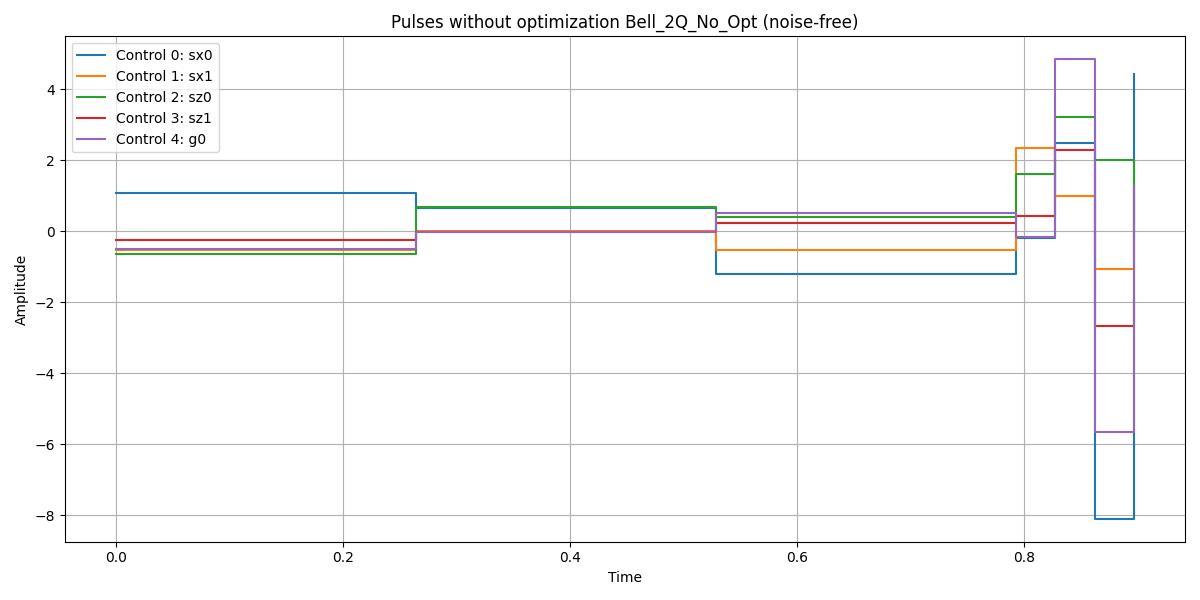 Pulses without optimization Bell_2Q_No_Opt (noise-free)
Control 0: sx0
Control 1: sx1
Control 2: sz0
Control 3: sz1
Control 4: g0
Amplitude
4
2
0
−2
−4
−6
−8
0.0 0.2 0.4 0.6 0.8
Time